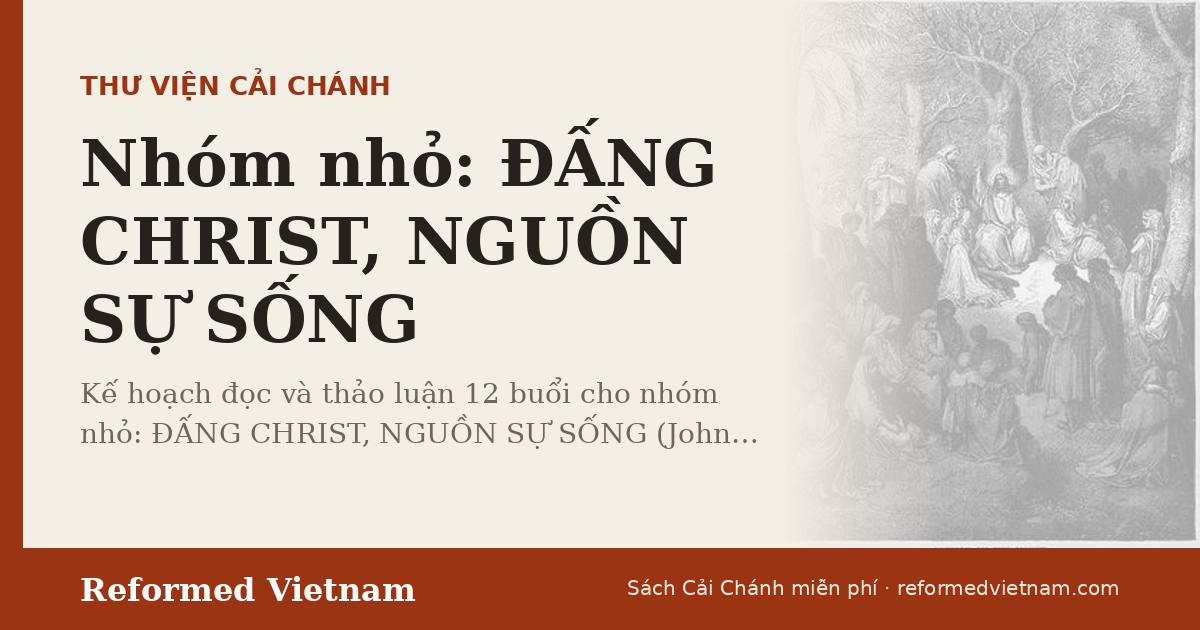 THƯ VIỆN CẢI CHÁNH
Nhóm nhỏ: ĐẤNG
CHRIST, NGUỒN
SỰ SỐNG
Kế hoạch đọc và thảo luận 12 buổi cho nhóm
nhỏ: ĐẤNG CHRIST, NGUỒN SỰ SỐNG (John...
Reformed Vietnam
Sách Cải Chánh miễn phí · reformedvietnam.com